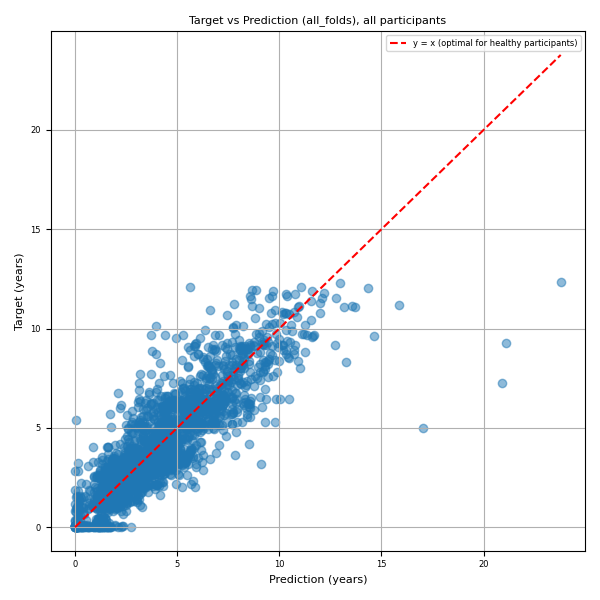 Target vs Prediction (all_folds), all participants
y = x (optimal for healthy participants)
Target (years)
20
15
10
5
0
0 5 10 15 20
Prediction (years)